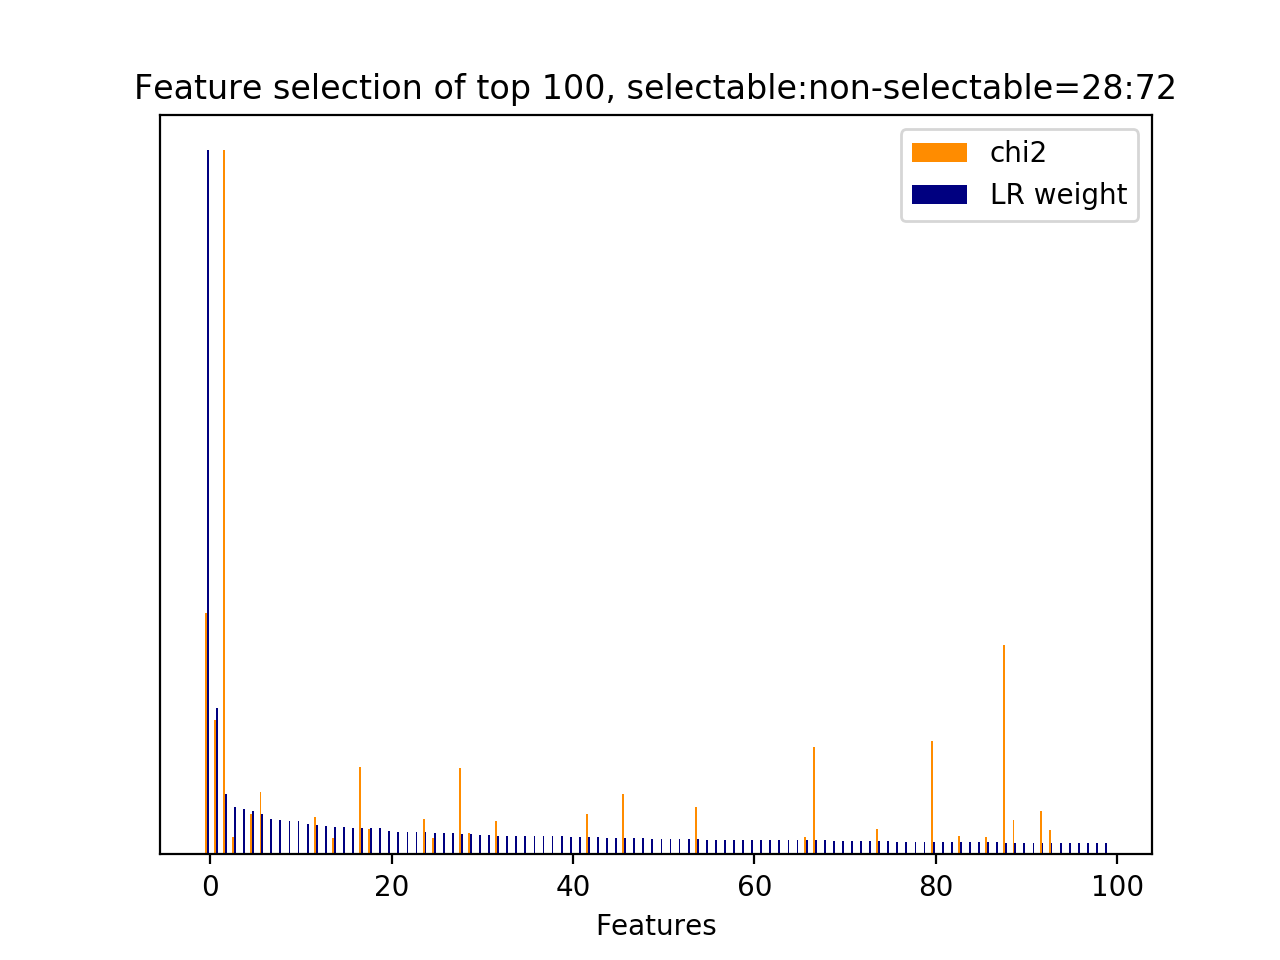 Feature selection of top 100, selectable:non-selectable=28:72
chi2
LR weight
0 20 40 60 80 100
Features